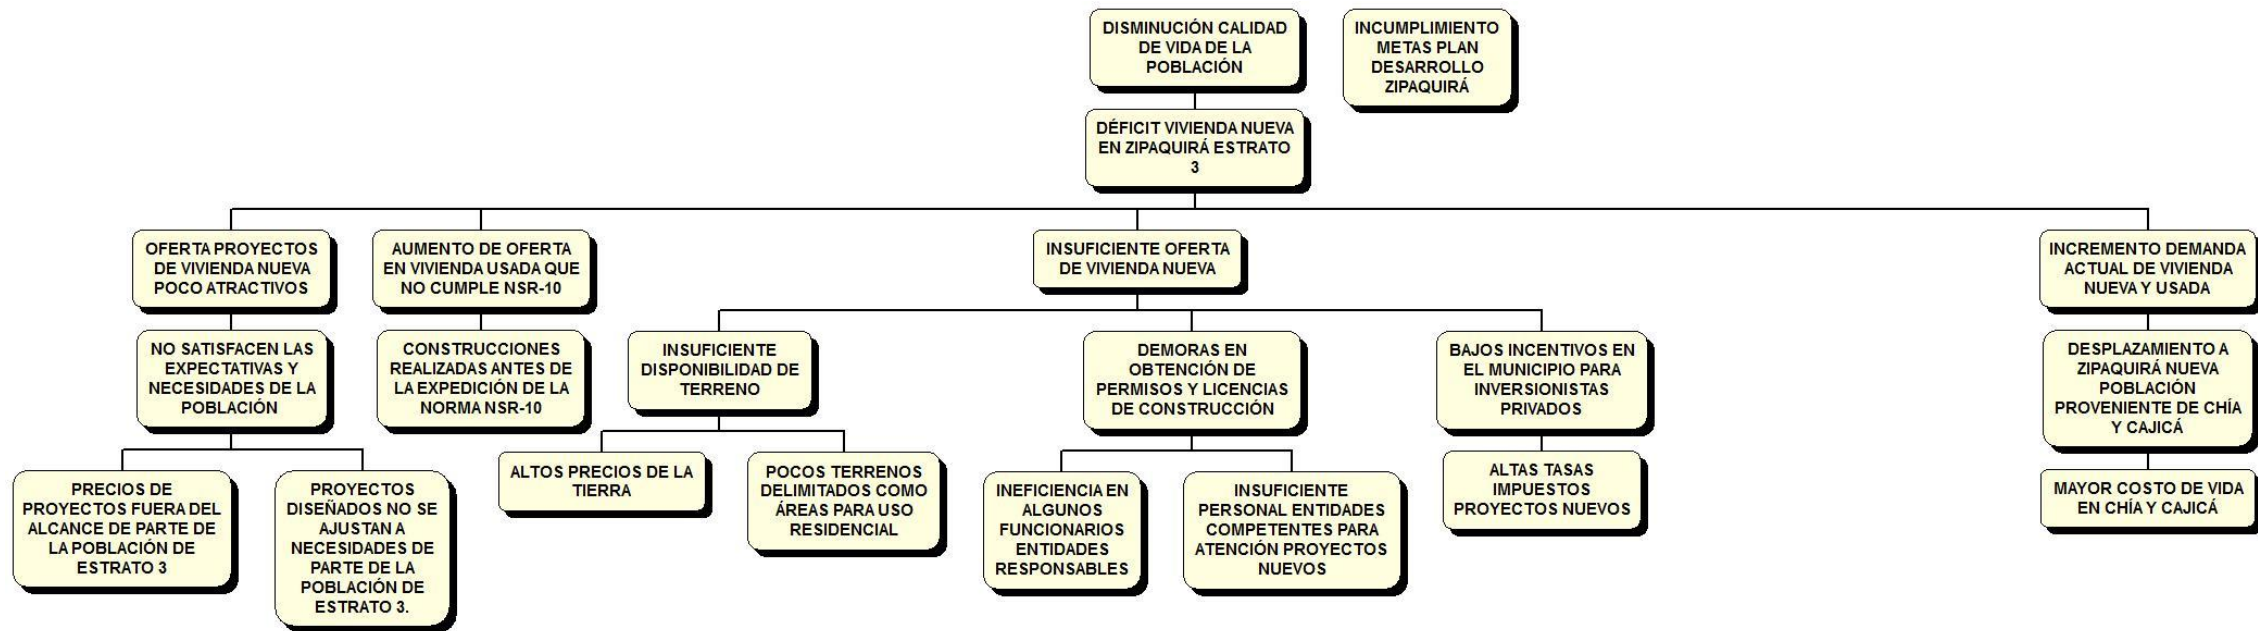 DISMINUCIÓN CALIDAD
DE VIDA DE LA
POBLACIÓN
INCUMPLIMIENTO
METAS PLAN
DESARROLLO
ZIPAQUIRÁ
DÉFICIT VIVIENDA NUEVA
EN ZIPAQUIRÁ ESTRATO
3
OFERTA PROYECTOS
DE VIVIENDA NUEVA
POCO ATRACTIVOS
AUMENTO DE OFERTA
EN VIVIENDA USADA QUE
NO CUMPLE NSR-10
INSUFICIENTE OFERTA
DE VIVIENDA NUEVA
INCREMENTO DEMANDA
ACTUAL DE VIVIENDA
NUEVA Y USADA
NO SATISFACEN LAS
EXPECTATIVAS Y
NECESIDADES DE LA
POBLACIÓN
CONSTRUCCIONES
REALIZADAS ANTES DE
LA EXPEDICIÓN DE LA
NORMA NSR-10
INSUFICIENTE
DISPONIBILIDAD DE
TERRENO
DEMORAS EN
OBTENCIÓN DE
PERMISOS Y LICENCIAS
DE CONSTRUCCIÓN
BAJOS INCENTIVOS EN
EL MUNICIPIO PARA
INVERSIONISTAS
PRIVADOS
DESPLAZAMIENTO A
ZIPAQUIRÁ NUEVA
POBLACIÓN
PROVENIENTE DE CHÍA
Y CAJICÁ
PRECIOS DE
PROYECTOS FUERA DEL
ALCANCE DE PARTE DE
LA POBLACIÓN DE
ESTRATO 3
PROYECTOS
DISEÑADOS NO SE
AJUSTAN A
NECESIDADES DE
PARTE DE LA
POBLACIÓN DE
ESTRATO 3.
ALTOS PRECIOS DE LA
TIERRA
POCOS TERRENOS
DELIMITADOS COMO
ÁREAS PARA USO
RESIDENCIAL
INEFICIENCIA EN
ALGUNOS
FUNCIONARIOS
ENTIDADES
RESPONSABLES
INSUFICIENTE
PERSONAL ENTIDADES
COMPETENTES PARA
ATENCIÓN PROYECTOS
NUEVOS
ALTAS TASAS
IMPUESTOS
PROYECTOS NUEVOS
MAYOR COSTO DE VIDA
EN CHÍA Y CAJICÁ